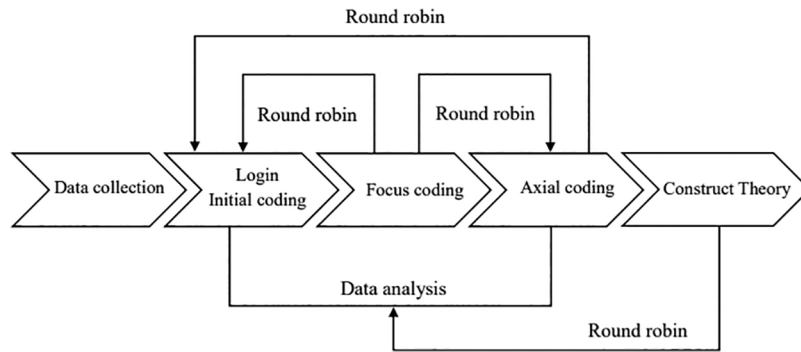 Round robin
Round robin
Round robin
Data collection
Login
Initial coding
Focus coding
Axial coding
Construct Theory
Data analysis
Round robin